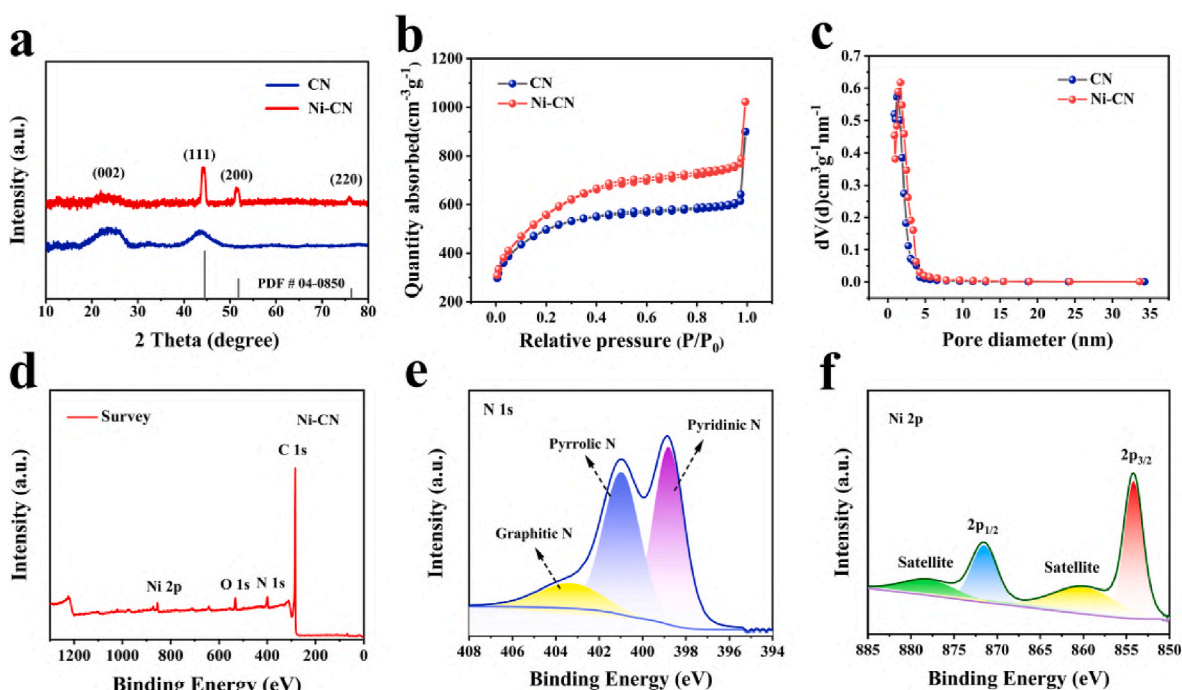 a
CN
Ni-CN
(002)
(111)
(200)
(220)
PDF # 04-0850
Intensity (a.u.)
10 20 30 40 50 60 70 80
2 Theta (degree)
b
CN
Ni-CN
Quantity absorbed(cm⁻³g⁻¹)
1200
1000
800
600
400
200
0.0 0.2 0.4 0.6 0.8 1.0
Relative pressure (P/P₀)
c
CN
Ni-CN
dV(d)cm³g⁻¹nm⁻¹
0.7
0.6
0.5
0.4
0.3
0.2
0.1
0.0
0 5 10 15 20 25 30 35
Pore diameter (nm)
d
Survey
Ni-CN
C 1s
Ni 2p
O 1s
N 1s
Intensity (a.u.)
1200 1000 800 600 400 200 0
Binding Energy (eV)
e
N 1s
Pyrrolic N
Pyridinic N
Graphitic N
Intensity (a.u.)
408 406 404 402 400 398 396 394
Binding Energy (eV)
f
Ni 2p
2p₃/₂
2p₁/₂
Satellite
Satellite
Intensity (a.u.)
885 880 875 870 865 860 855 850
Binding Energy (eV)